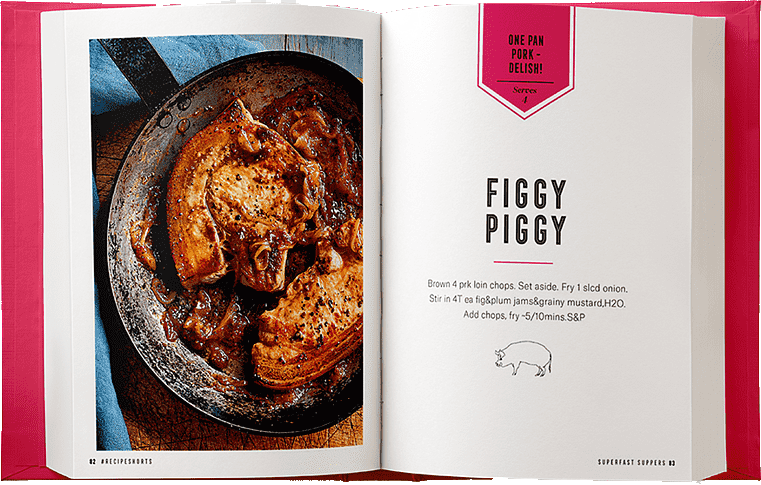 82 #RECIPESHORTS
ONE PAN
PORK -
DELISH!
Serves
4
FIGGY
PIGGY
Brown 4 prk loin chops. Set aside. Fry 1 slcd onion.
Stir in 4T ea fig&plum jams&grainy mustard,H2O.
Add chops, fry ~5/10mins.S&P
SUPERFAST SUPPERS 83